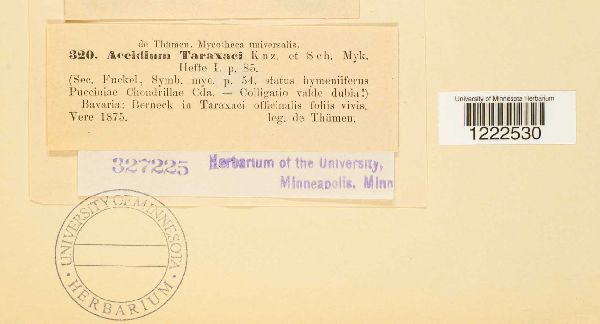 de Thümen, Mycotheca universalis.
320. Aecidium Taraxaci Knz. et Sch. Myk.
Hefte I. p. 85.
(Sec. Fuckel, Symb. myc. p. 54. status hymeniiferus
Pucciniae Chondrillae Cda. — Colligatio valde dubia!)
Bavaria: Berneck in Taraxaci officinalis foliis vivis.
Vere 1875. leg. de Thümen.
University of Minnesota Herbarium
1222530
327225 Herbarium of the University,
Minneapolis, Minn
UNIVERSITY OF MINNESOTA
· HERBARIUM ·